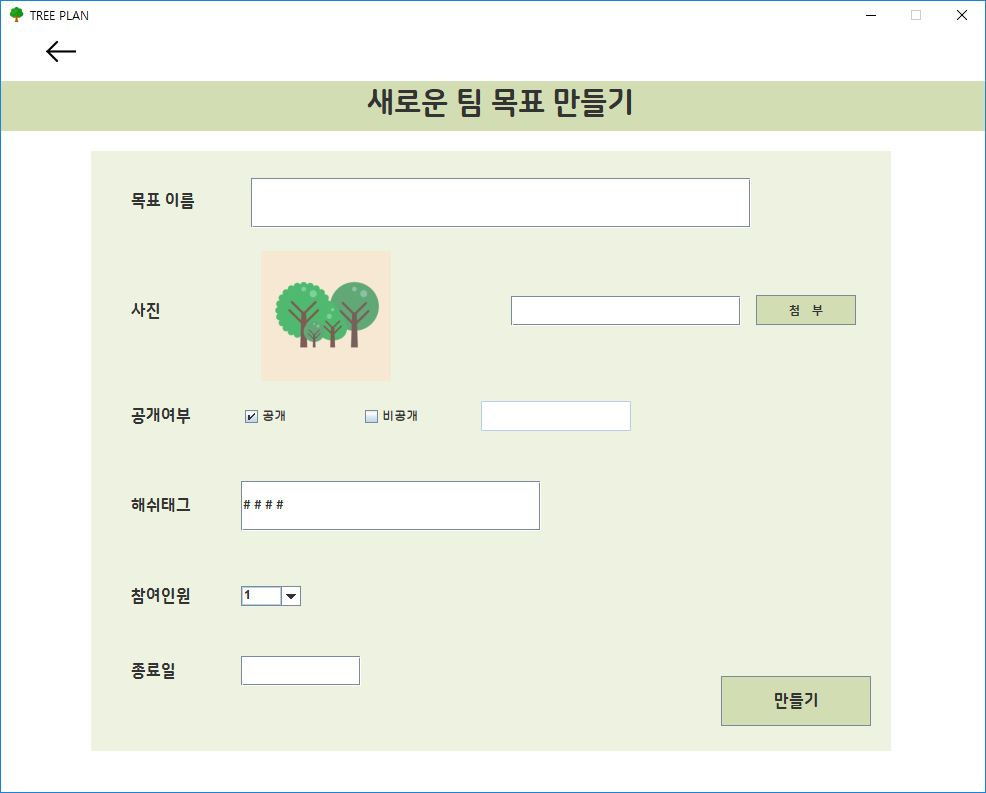 TREE PLAN
새로운 팀 목표 만들기
목표 이름
사진
첨 부
공개여부
공개
비공개
해쉬태그
# # # #
참여인원
1
종료일
만들기